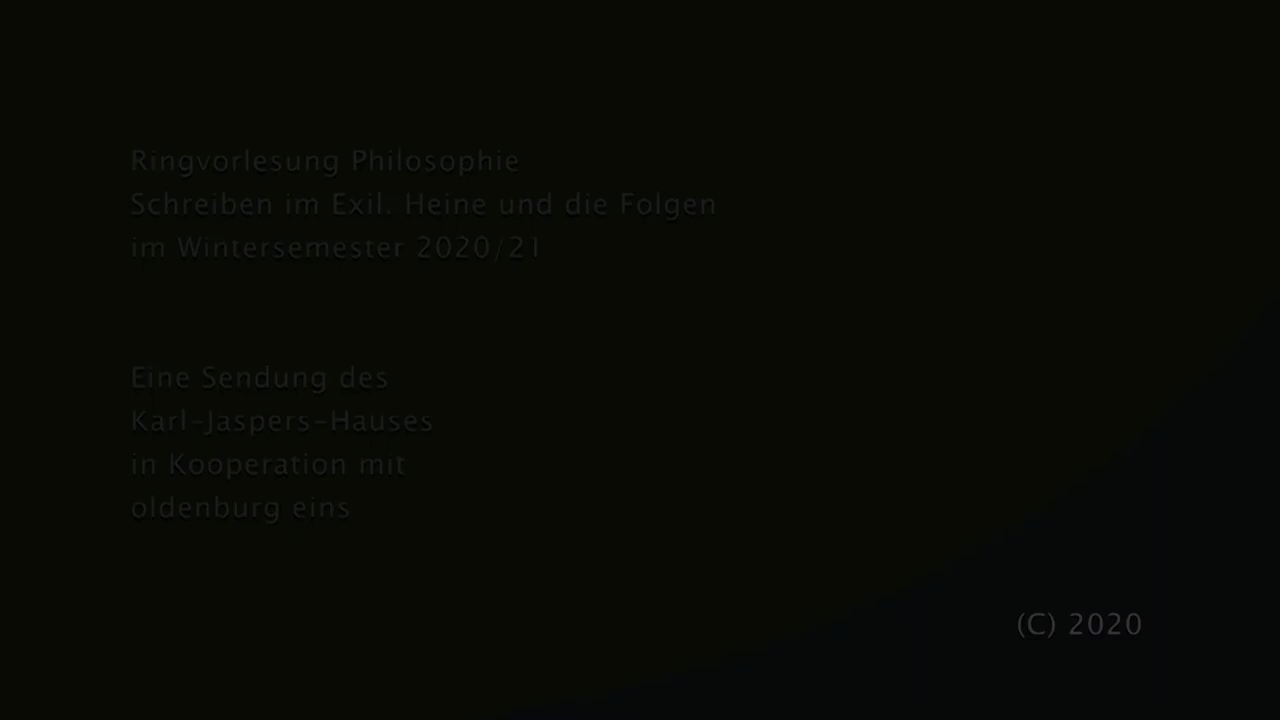 Ringvorlesung Philosophie
Schreiben im Exil. Heine und die Folgen
im Wintersemester 2020/21
Eine Sendung des
Karl-Jaspers-Hauses
in Kooperation mit
oldenburg eins
(C) 2020